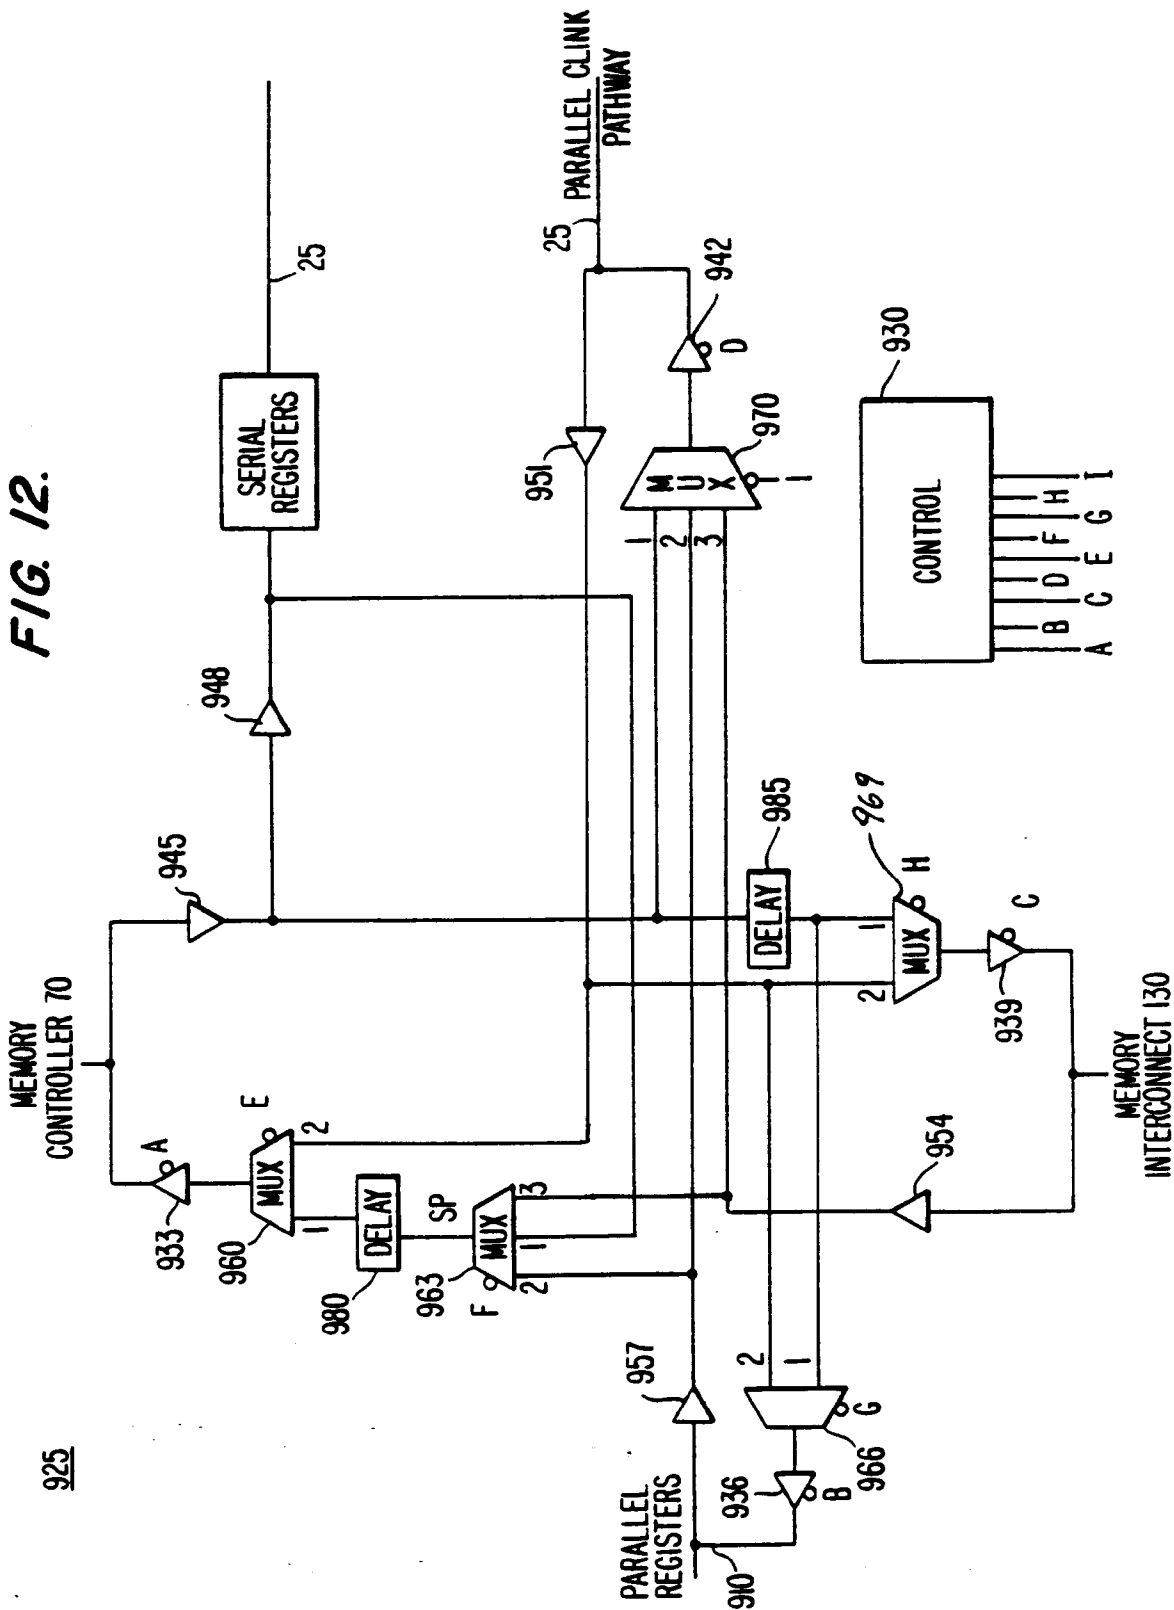 FIG. 12.
925
MEMORY
CONTROLLER 70
945
948
SERIAL
REGISTERS
25
933
A
960
MUX
E
1
2
980
DELAY
963
MUX
SP
F
2
1
3
951
25
PARALLEL CLINK
PATHWAY
942
D
970
MUX
1
2
3
I
957
PARALLEL
REGISTERS
910
936
B
966
G
2
1
985
DELAY
969
MUX
H
2
1
939
C
954
MEMORY
INTERCONNECT 130
930
CONTROL
A
B
C
D
E
F
G
H
I